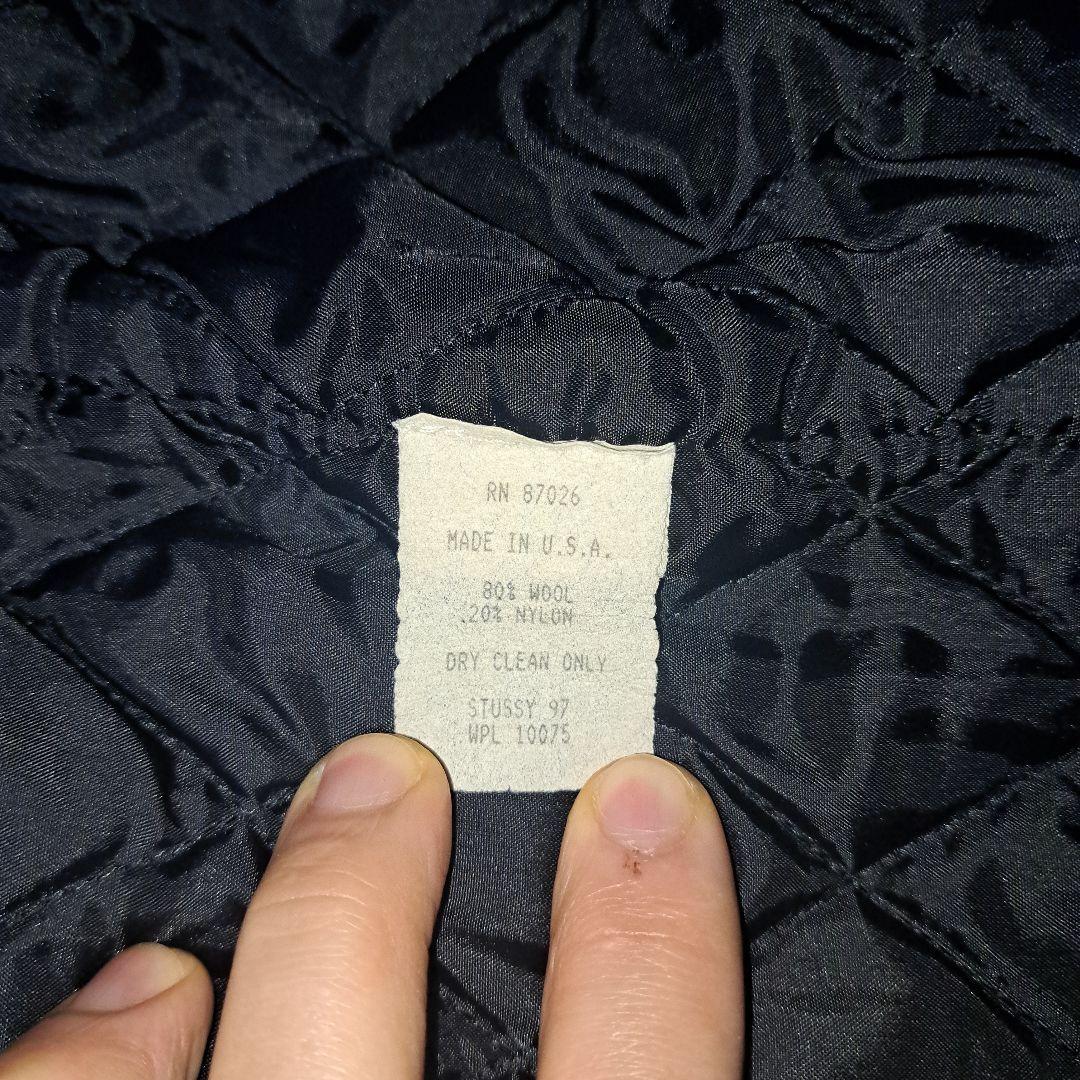 RN 87026
MADE IN U.S.A.
80% WOOL
20% NYLON
DRY CLEAN ONLY
STUSSY 97
WPL 10075